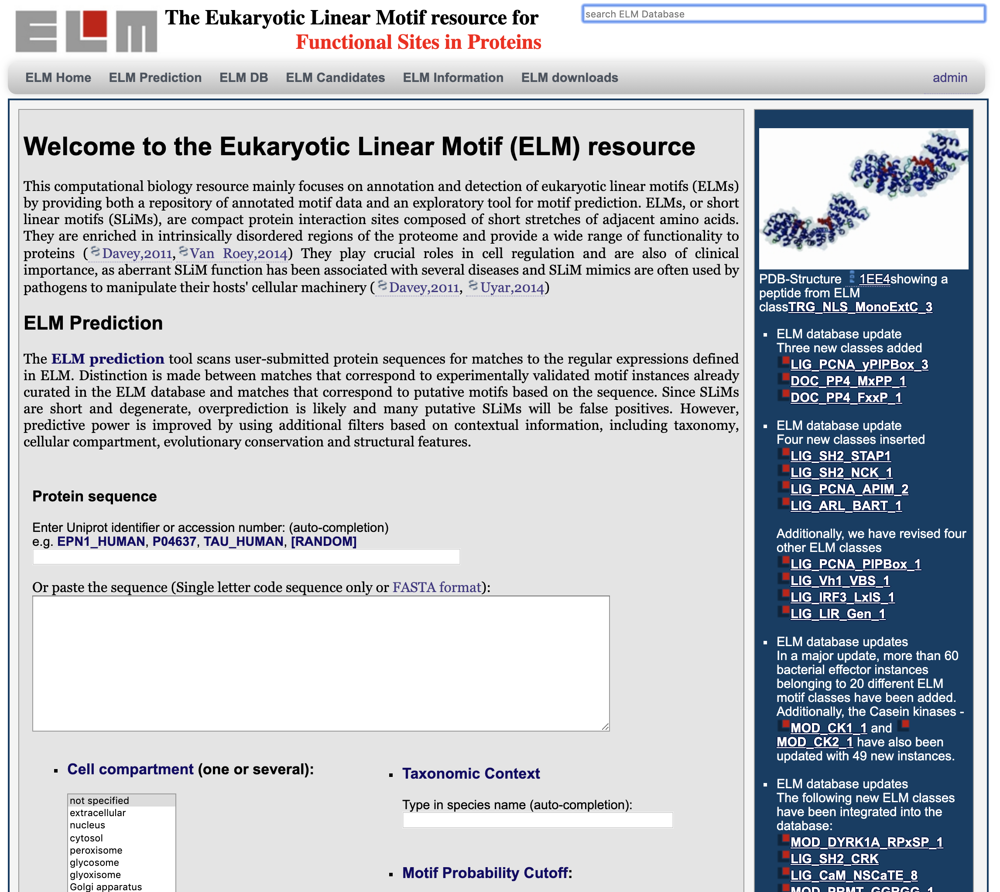 ELM
The Eukaryotic Linear Motif resource for
Functional Sites in Proteins
search ELM Database
ELM Home ELM Prediction ELM DB ELM Candidates ELM Information ELM downloads admin
Welcome to the Eukaryotic Linear Motif (ELM) resource
This computational biology resource mainly focuses on annotation and detection of eukaryotic linear motifs (ELMs)
by providing both a repository of annotated motif data and an exploratory tool for motif prediction. ELMs, or short
linear motifs (SLiMs), are compact protein interaction sites composed of short stretches of adjacent amino acids.
They are enriched in intrinsically disordered regions of the proteome and provide a wide range of functionality to
proteins (Davey,2011, Van Roey,2014) They play crucial roles in cell regulation and are also of clinical
importance, as aberrant SLiM function has been associated with several diseases and SLiM mimics are often used by
pathogens to manipulate their hosts' cellular machinery (Davey,2011, Uyar,2014)
ELM Prediction
The ELM prediction tool scans user-submitted protein sequences for matches to the regular expressions defined
in ELM. Distinction is made between matches that correspond to experimentally validated motif instances already
curated in the ELM database and matches that correspond to putative motifs based on the sequence. Since SLiMs
are short and degenerate, overprediction is likely and many putative SLiMs will be false positives. However,
predictive power is improved by using additional filters based on contextual information, including taxonomy,
cellular compartment, evolutionary conservation and structural features.
Protein sequence
Enter Uniprot identifier or accession number: (auto-completion)
e.g. EPN1_HUMAN, P04637, TAU_HUMAN, [RANDOM]
Or paste the sequence (Single letter code sequence only or FASTA format):
Cell compartment (one or several):
not specified
extracellular
nucleus
cytosol
peroxisome
glycosome
glyoxisome
Golgi apparatus
Taxonomic Context
Type in species name (auto-completion):
Motif Probability Cutoff:
PDB-Structure 1EE4showing a
peptide from ELM
classTRG_NLS_MonoExtC_3
ELM database update
Three new classes added
LIG_PCNA_yPIPBox_3
DOC_PP4_MxPP_1
DOC_PP4_FxxP_1
ELM database update
Four new classes inserted
LIG_SH2_STAP1
LIG_SH2_NCK_1
LIG_PCNA_APIM_2
LIG_ARL_BART_1
Additionally, we have revised four
other ELM classes
LIG_PCNA_PIPBox_1
LIG_Vh1_VBS_1
LIG_IRF3_LxIS_1
LIG_LIR_Gen_1
ELM database updates
In a major update, more than 60
bacterial effector instances
belonging to 20 different ELM
motif classes have been added.
Additionally, the Casein kinases -
MOD_CK1_1 and
MOD_CK2_1 have also been
updated with 49 new instances.
ELM database updates
The following new ELM classes
have been integrated into the
database:
MOD_DYRK1A_RPxSP_1
LIG_SH2_CRK
LIG_CaM_NSCaTE_8
MOD_PRMT_GGRGG_1